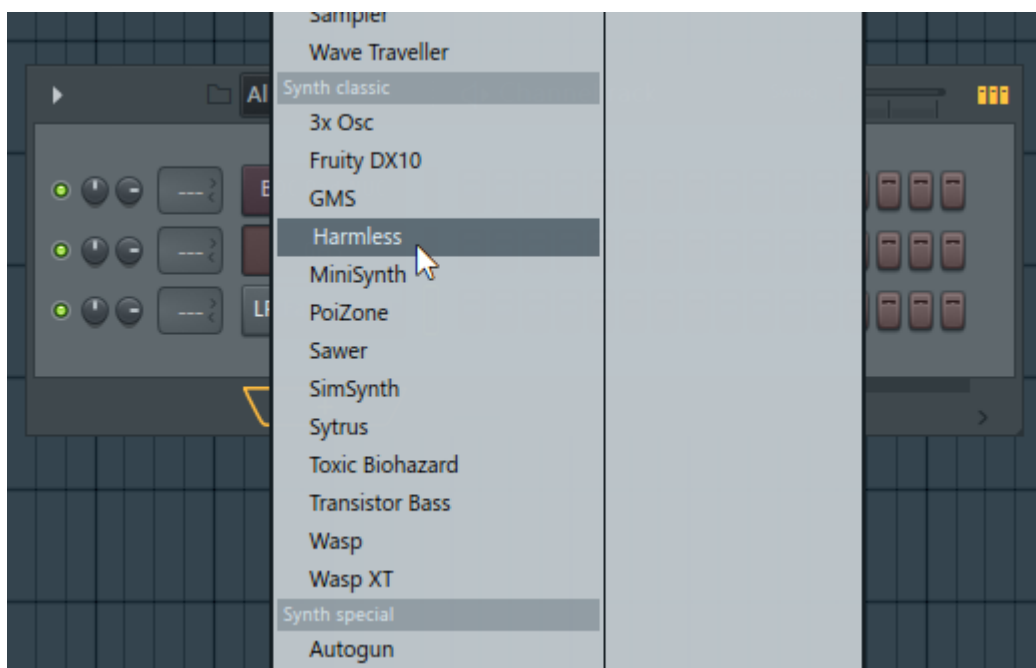 Sampler
Wave Traveller
Synth classic
Al
3x Osc
Fruity DX10
GMS
Harmless
MiniSynth
PoiZone
Sawer
SimSynth
Sytrus
Toxic Biohazard
Transistor Bass
Wasp
Wasp XT
Synth special
Autogun
---
---
---